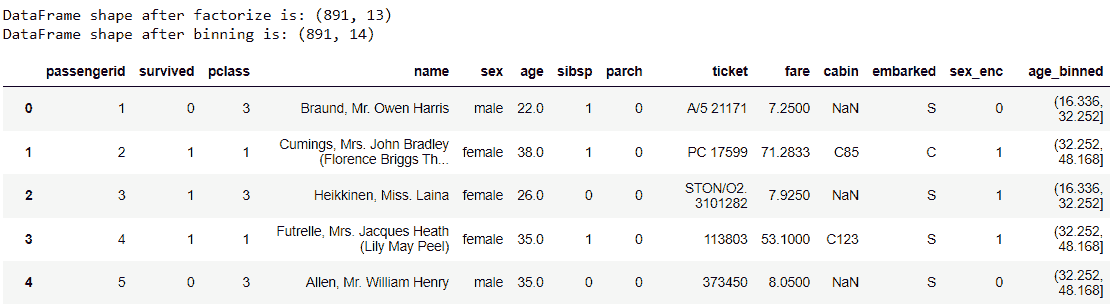 DataFrame shape after factorize is: (891, 13)
DataFrame shape after binning is: (891, 14)
passengerid survived pclass name sex age sibsp parch ticket fare cabin embarked sex_enc age_binned
0 1 0 3 Braund, Mr. Owen Harris male 22.0 1 0 A/5 21171 7.2500 NaN S 0 (16.336, 32.252]
1 2 1 1 Cumings, Mrs. John Bradley (Florence Briggs Th... female 38.0 1 0 PC 17599 71.2833 C85 C 1 (32.252, 48.168]
2 3 1 3 Heikkinen, Miss. Laina female 26.0 0 0 STON/O2. 3101282 7.9250 NaN S 1 (16.336, 32.252]
3 4 1 1 Futrelle, Mrs. Jacques Heath (Lily May Peel) female 35.0 1 0 113803 53.1000 C123 S 1 (32.252, 48.168]
4 5 0 3 Allen, Mr. William Henry male 35.0 0 0 373450 8.0500 NaN S 0 (32.252, 48.168]